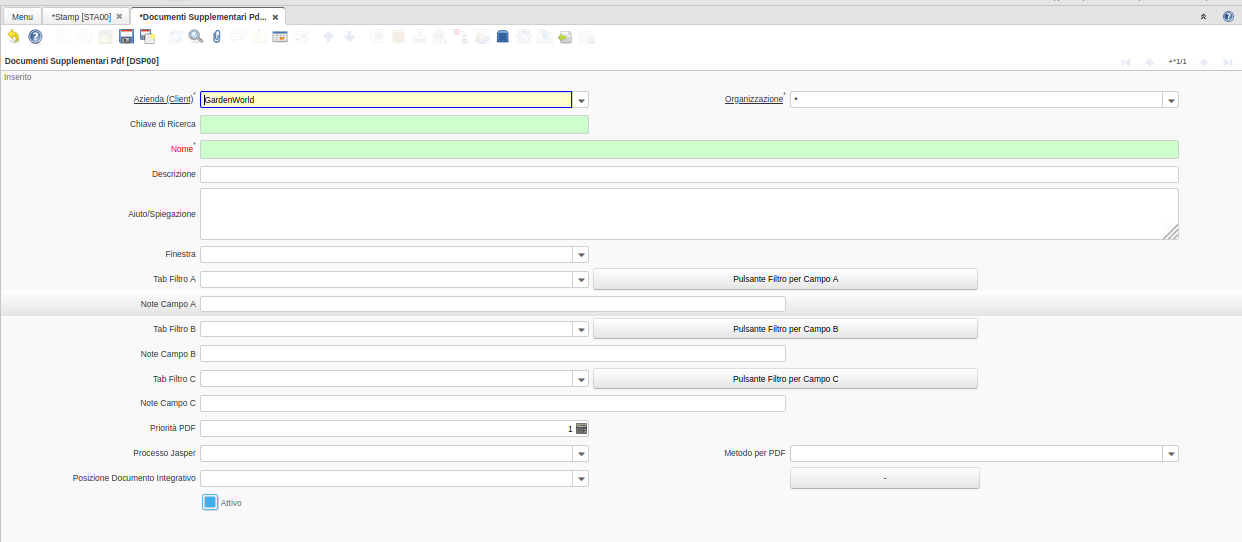 Menu *Stamp [STA00] *Documenti Supplementari Pd...
Documenti Supplementari Pdf [DSP00] +*1/1
Inserito
Azienda (Client)* GardenWorld Organizzazione* *
Chiave di Ricerca
Nome*
Descrizione
Aiuto/Spiegazione
Finestra
Tab Filtro A Pulsante Filtro per Campo A
Note Campo A
Tab Filtro B Pulsante Filtro per Campo B
Note Campo B
Tab Filtro C Pulsante Filtro per Campo C
Note Campo C
Priorità PDF 1
Processo Jasper Metodo per PDF
Posizione Documento Integrativo -
Attivo